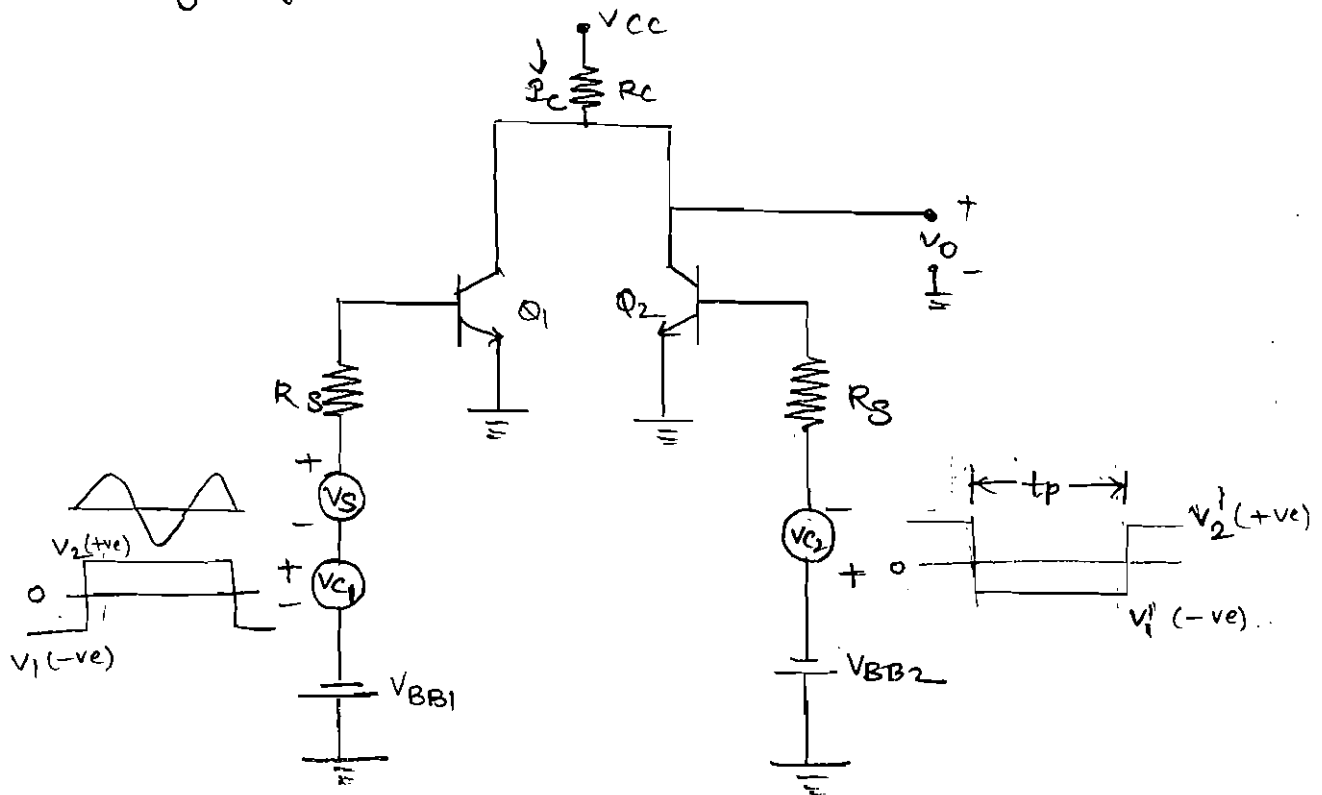 VCC
Ic
Rc
+
Vo
-
Q1
Q2
Rs
Rs
+
Vs
-
V2 (+ve)
0
V1 (-ve)
+
Vc1
-
VBB1
-
Vc2
+
VBB2
tp
V2' (+ve)
0
V1' (-ve)